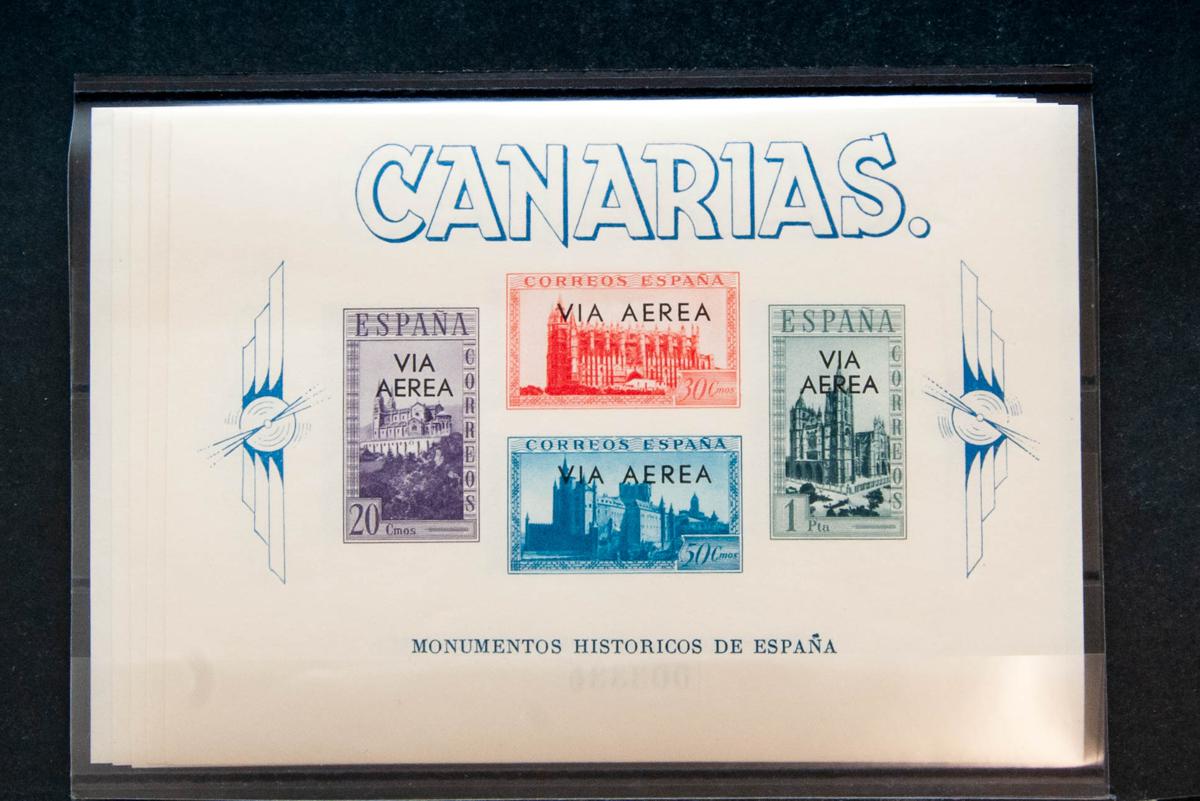 CANARIAS.
ESPAÑA
CORREOS
VIA
AEREA
20 Cmos
CORREOS ESPAÑA
VIA AEREA
30 Cmos
CORREOS ESPAÑA
VIA AEREA
50 Cmos
ESPAÑA
CORREOS
VIA
AEREA
1 Pta
MONUMENTOS HISTORICOS DE ESPAÑA